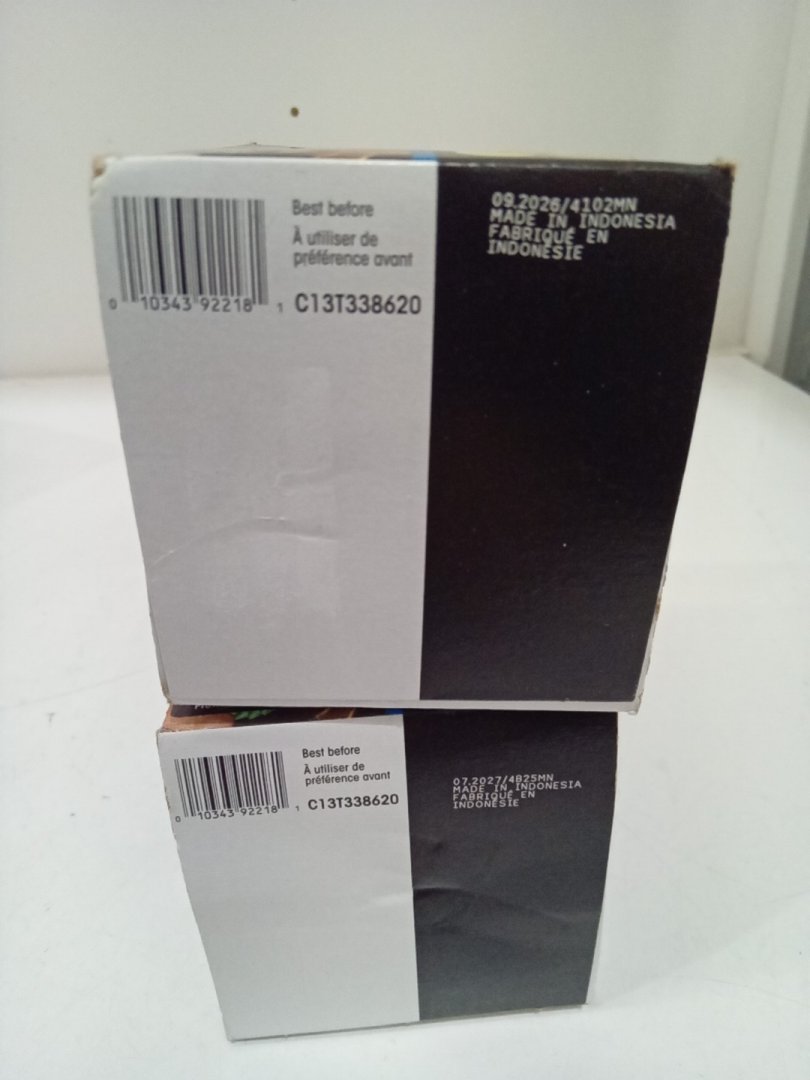 Best before
À utiliser de
préférence avant
0 10343 92218 1 C13T338620
09.2026/4102MN
MADE IN INDONESIA
FABRIQUÉ EN
INDONÉSIE
Best before
À utiliser de
préférence avant
0 10343 92218 1 C13T338620
07.2027/4B25MN
MADE IN INDONESIA
FABRIQUÉ EN
INDONÉSIE